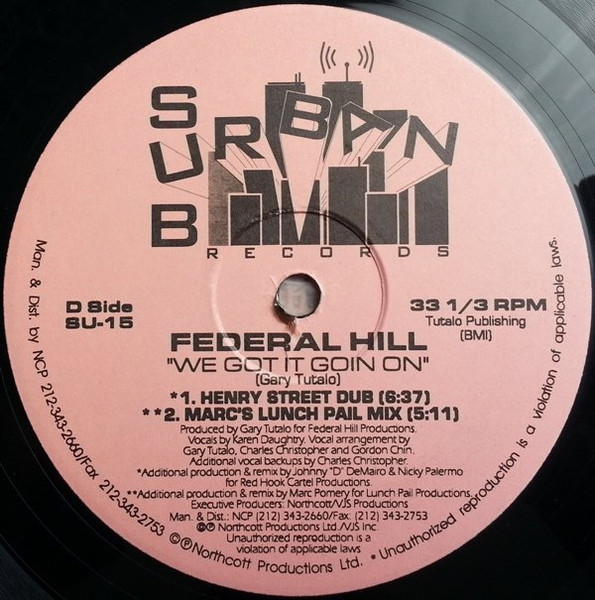 SUB
URBAN
RECORDS
D Side
SU-15
33 1/3 RPM
Tutalo Publishing
(BMI)
FEDERAL HILL
"WE GOT IT GOIN ON"
(Gary Tutalo)
*1. HENRY STREET DUB (6:37)
**2. MARC'S LUNCH PAIL MIX (5:11)
Produced by Gary Tutalo for Federal Hill Productions.
Vocals by Karen Daughtry. Vocal arrangement by
Gary Tutalo, Charles Christopher and Gordon Chin.
Additional vocal backups by Charles Christopher.
*Additional production & remix by Johnny "D" DeMairo & Nicky Palermo
for Red Hook Cartel Productions.
**Additional production & remix by Marc Pomery for Lunch Pail Productions.
Executive Producers: Northcott/VJS Productions
Man. & Dist.: NCP (212) 343-2660/Fax: (212) 343-2753
©℗ Northcott Productions Ltd./VJS Inc.
Unauthorized reproduction is a
violation of applicable laws
Man. & Dist. by NCP 212-343-2660/Fax 212-343-2753
©℗Northcott Productions Ltd. • Unauthorized reproduction is a violation of applicable laws.